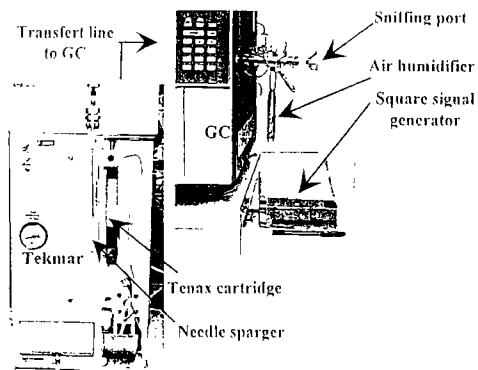 Transfert line
to GC
Sniffing port
Air humidifier
Square signal
generator
GC
Tekmar
Tenax cartridge
Needle sparger